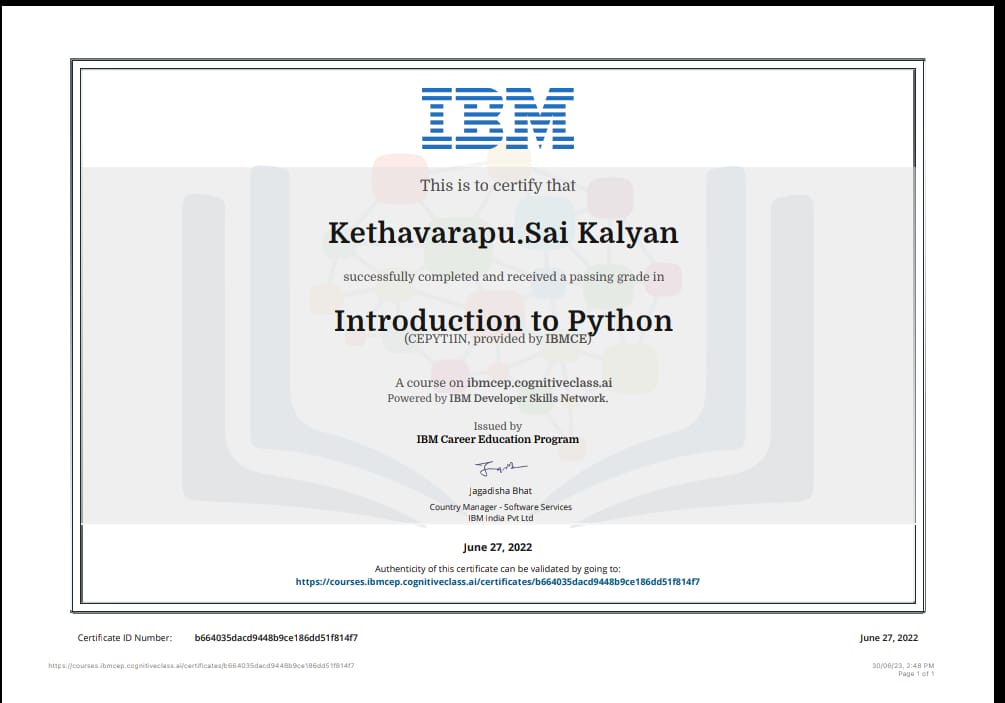 IBM
This is to certify that
Kethavarapu.Sai Kalyan
successfully completed and received a passing grade in
Introduction to Python
(CEPYT1IN, provided by IBMCE)
A course on ibmcep.cognitiveclass.ai
Powered by IBM Developer Skills Network.
Issued by
IBM Career Education Program
Jagadisha Bhat
Country Manager - Software Services
IBM India Pvt Ltd
June 27, 2022
Authenticity of this certificate can be validated by going to:
https://courses.ibmcep.cognitiveclass.ai/certificates/b664035dacd9448b9ce186dd51f814f7
Certificate ID Number: b664035dacd9448b9ce186dd51f814f7 June 27, 2022
https://courses.ibmcep.cognitiveclass.ai/certificates/b664035dacd9448b9ce186dd51f814f7 30/06/23, 2:48 PM
Page 1 of 1